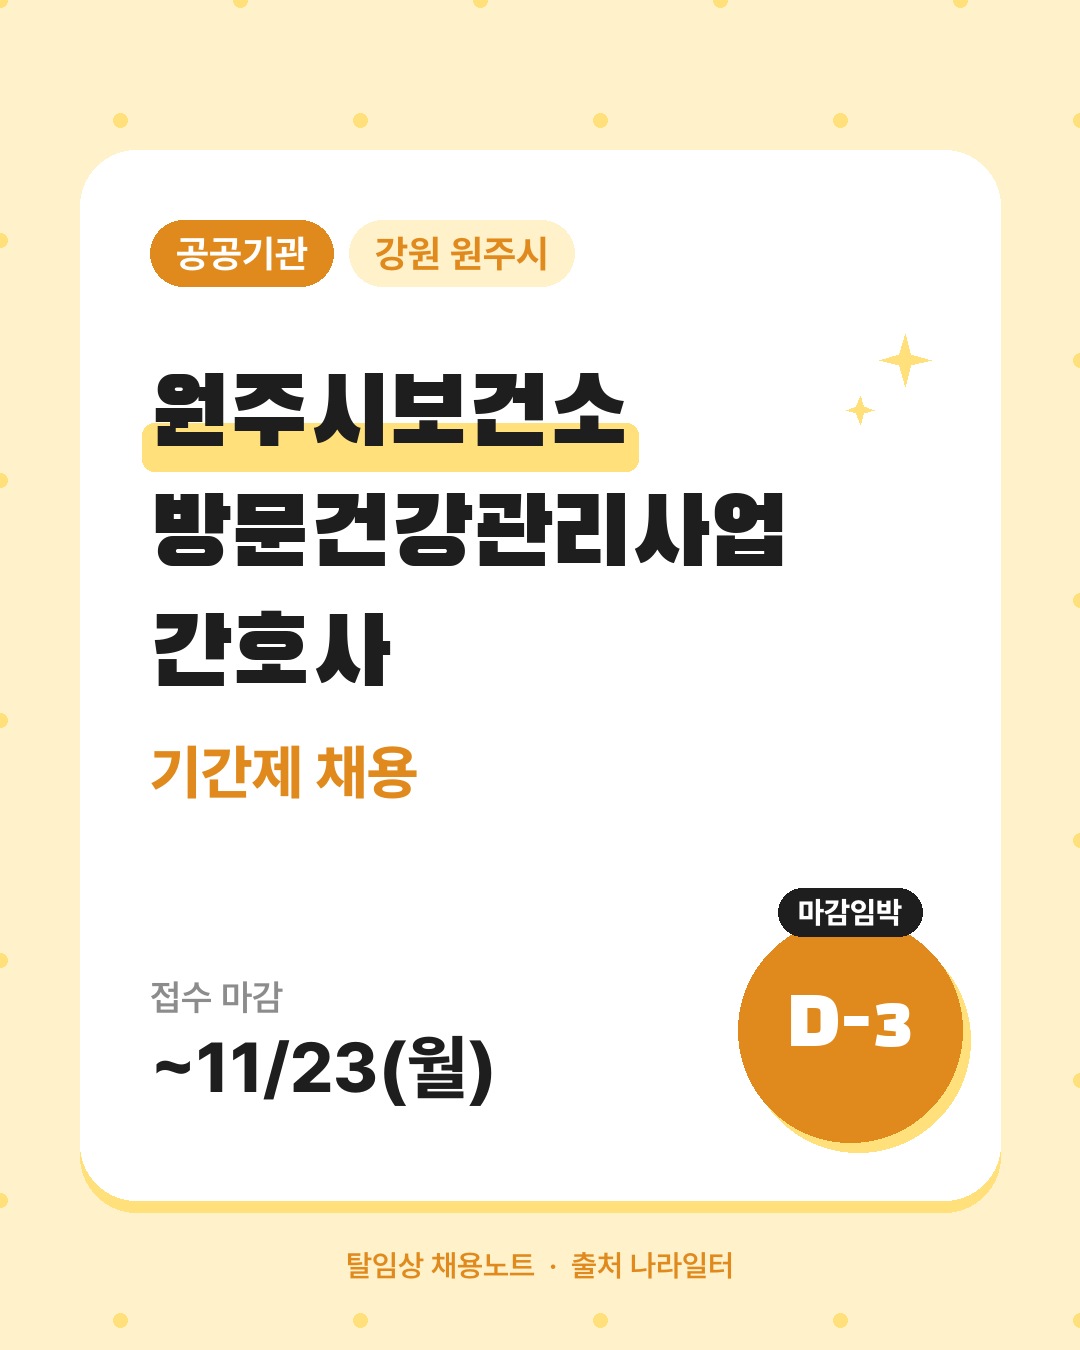 공공기관
강원 원주시
원주시보건소
방문건강관리사업
간호사
기간제 채용
마감임박
D-3
접수 마감
~11/23(월)
탈임상 채용노트 · 출처 나라일터